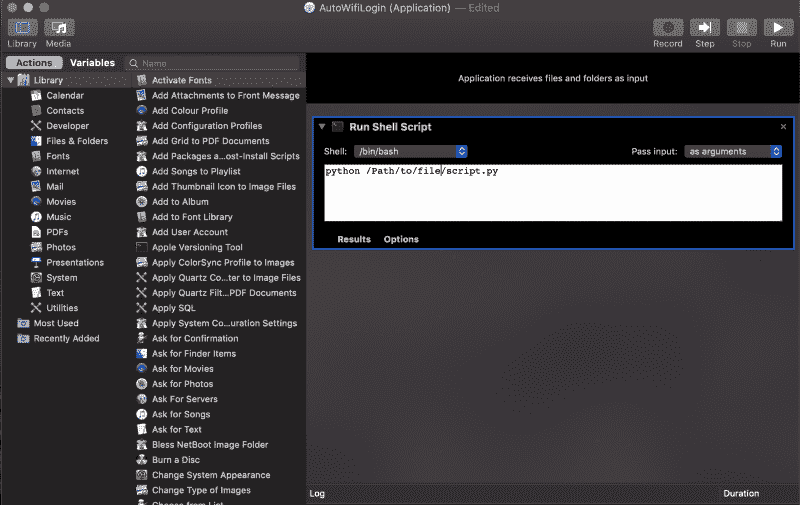 AutoWifiLogin (Application) — Edited
Library
Media
Record
Step
Stop
Run
Actions
Variables
Name
Library
Calendar
Contacts
Developer
Files & Folders
Fonts
Internet
Mail
Movies
Music
PDFs
Photos
Presentations
System
Text
Utilities
Most Used
Recently Added
Activate Fonts
Add Attachments to Front Message
Add Colour Profile
Add Configuration Profiles
Add Grid to PDF Documents
Add Packages a...ost-Install Scripts
Add Songs to Playlist
Add Thumbnail Icon to Image Files
Add to Album
Add to Font Library
Add User Account
Apple Versioning Tool
Apply ColorSync Profile to Images
Apply Quartz Co...ter to Image Files
Apply Quartz Filt...PDF Documents
Apply SQL
Apply System Co...uration Settings
Ask for Confirmation
Ask for Finder Items
Ask for Movies
Ask for Photos
Ask For Servers
Ask for Songs
Ask for Text
Bless NetBoot Image Folder
Burn a Disc
Change System Appearance
Change Type of Images
Choose from List
Application receives files and folders as input
Run Shell Script
Shell: /bin/bash
Pass input: as arguments
python /Path/to/file/script.py
Results Options
Log
Duration